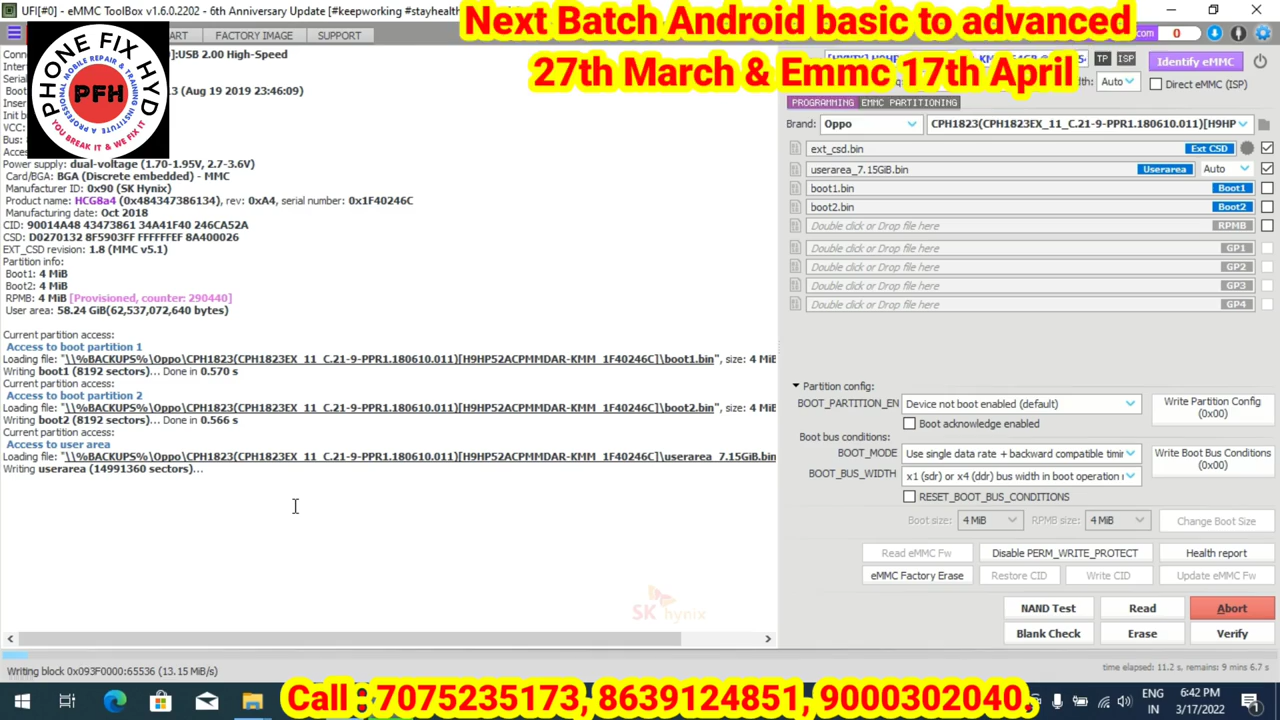 UFI[#0] - eMMC ToolBox v1.6.0.2202 - 6th Anniversary Update [#keepworking #stayhealth
Next Batch Android basic to advanced
27th March & Emmc 17th April
PHONE FIX HYD
PROFESSIONAL MOBILE REPAIR & TRAINING INSTITUTE
PFH
YOU BREAK IT & WE FIX IT
ART
FACTORY IMAGE
SUPPORT
com
0
]:USB 2.00 High-Speed
3 (Aug 19 2019 23:46:09)
Power supply: dual-voltage (1.70-1.95V, 2.7-3.6V)
Card/BGA: BGA (Discrete embedded) - MMC
Manufacturer ID: 0x90 (SK Hynix)
Product name: HCG8a4 (0x484347386134), rev: 0xA4, serial number: 0x1F40246C
Manufacturing date: Oct 2018
CID: 90014A48 43473861 34A41F40 246CA52A
CSD: D0270132 8F5903FF FFFFFFEF 8A400026
EXT_CSD revision: 1.8 (MMC v5.1)
Partition info:
Boot1: 4 MiB
Boot2: 4 MiB
RPMB: 4 MiB [Provisioned, counter: 290440]
User area: 58.24 GiB(62,537,072,640 bytes)
Current partition access:
Access to boot partition 1
Loading file: "\\%BACKUPS%\Oppo\CPH1823(CPH1823EX_11_C.21-9-PPR1.180610.011)[H9HP52ACPMMDAR-KMM_1F40246C]\boot1.bin", size: 4 MiB
Writing boot1 (8192 sectors)... Done in 0.570 s
Current partition access:
Access to boot partition 2
Loading file: "\\%BACKUPS%\Oppo\CPH1823(CPH1823EX_11_C.21-9-PPR1.180610.011)[H9HP52ACPMMDAR-KMM_1F40246C]\boot2.bin", size: 4 MiB
Writing boot2 (8192 sectors)... Done in 0.566 s
Current partition access:
Access to user area
Loading file: "\\%BACKUPS%\Oppo\CPH1823(CPH1823EX_11_C.21-9-PPR1.180610.011)[H9HP52ACPMMDAR-KMM_1F40246C]\userarea_7.15GiB.bin
Writing userarea (14991360 sectors)...
SK hynix
TP
ISP
Identify eMMC
Auto
Direct eMMC (ISP)
PROGRAMMING
EMMC PARTITIONING
Brand: Oppo
CPH1823(CPH1823EX_11_C.21-9-PPR1.180610.011)[H9HP
ext_csd.bin Ext CSD
userarea_7.15GiB.bin Userarea Auto
boot1.bin Boot1
boot2.bin Boot2
Double click or Drop file here RPMB
Double click or Drop file here GP1
Double click or Drop file here GP2
Double click or Drop file here GP3
Double click or Drop file here GP4
Partition config:
BOOT_PARTITION_EN Device not boot enabled (default)
Write Partition Config
(0x00)
Boot acknowledge enabled
Boot bus conditions:
BOOT_MODE Use single data rate + backward compatible timin
Write Boot Bus Conditions
(0x00)
BOOT_BUS_WIDTH x1 (sdr) or x4 (ddr) bus width in boot operation r
RESET_BOOT_BUS_CONDITIONS
Boot size: 4 MiB RPMB size: 4 MiB Change Boot Size
Read eMMC Fw Disable PERM_WRITE_PROTECT Health report
eMMC Factory Erase Restore CID Write CID Update eMMC Fw
NAND Test Read Abort
Blank Check Erase Verify
Writing block 0x093F0000:65536 (13.15 MiB/s)
time elapsed: 11.2 s, remains: 9 mins 6.7 s
Call : 7075235173, 8639124851, 9000302040,
ENG
IN
6:42 PM
3/17/2022
1